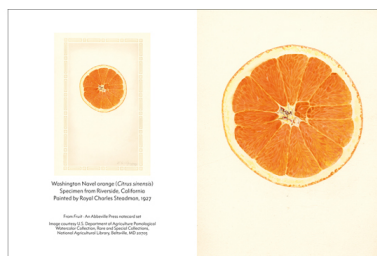 Washington Navel orange (Citrus sinensis)
Specimen from Riverside, California
Painted by Royal Charles Steadman, 1927
From Fruit · An Abbeville Press notecard set
Image courtesy U.S. Department of Agriculture Pomological
Watercolor Collection, Rare and Special Collections,
National Agricultural Library, Beltsville, MD 20705